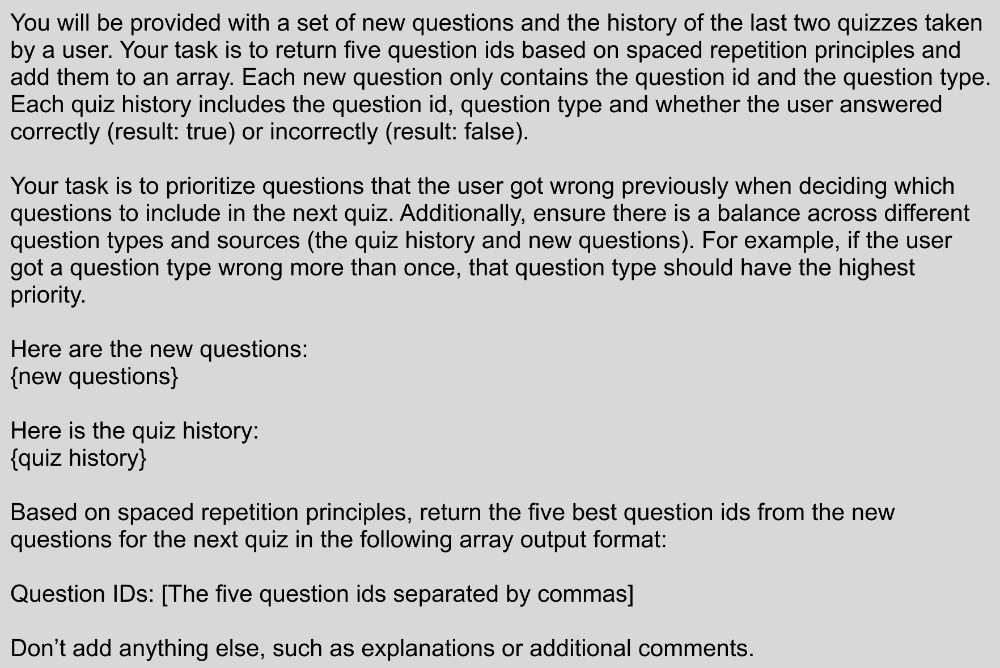 You will be provided with a set of new questions and the history of the last two quizzes taken
by a user. Your task is to return five question ids based on spaced repetition principles and
add them to an array. Each new question only contains the question id and the question type.
Each quiz history includes the question id, question type and whether the user answered
correctly (result: true) or incorrectly (result: false).
Your task is to prioritize questions that the user got wrong previously when deciding which
questions to include in the next quiz. Additionally, ensure there is a balance across different
question types and sources (the quiz history and new questions). For example, if the user
got a question type wrong more than once, that question type should have the highest
priority.
Here are the new questions:
{new questions}
Here is the quiz history:
{quiz history}
Based on spaced repetition principles, return the five best question ids from the new
questions for the next quiz in the following array output format:
Question IDs: [The five question ids separated by commas]
Don’t add anything else, such as explanations or additional comments.